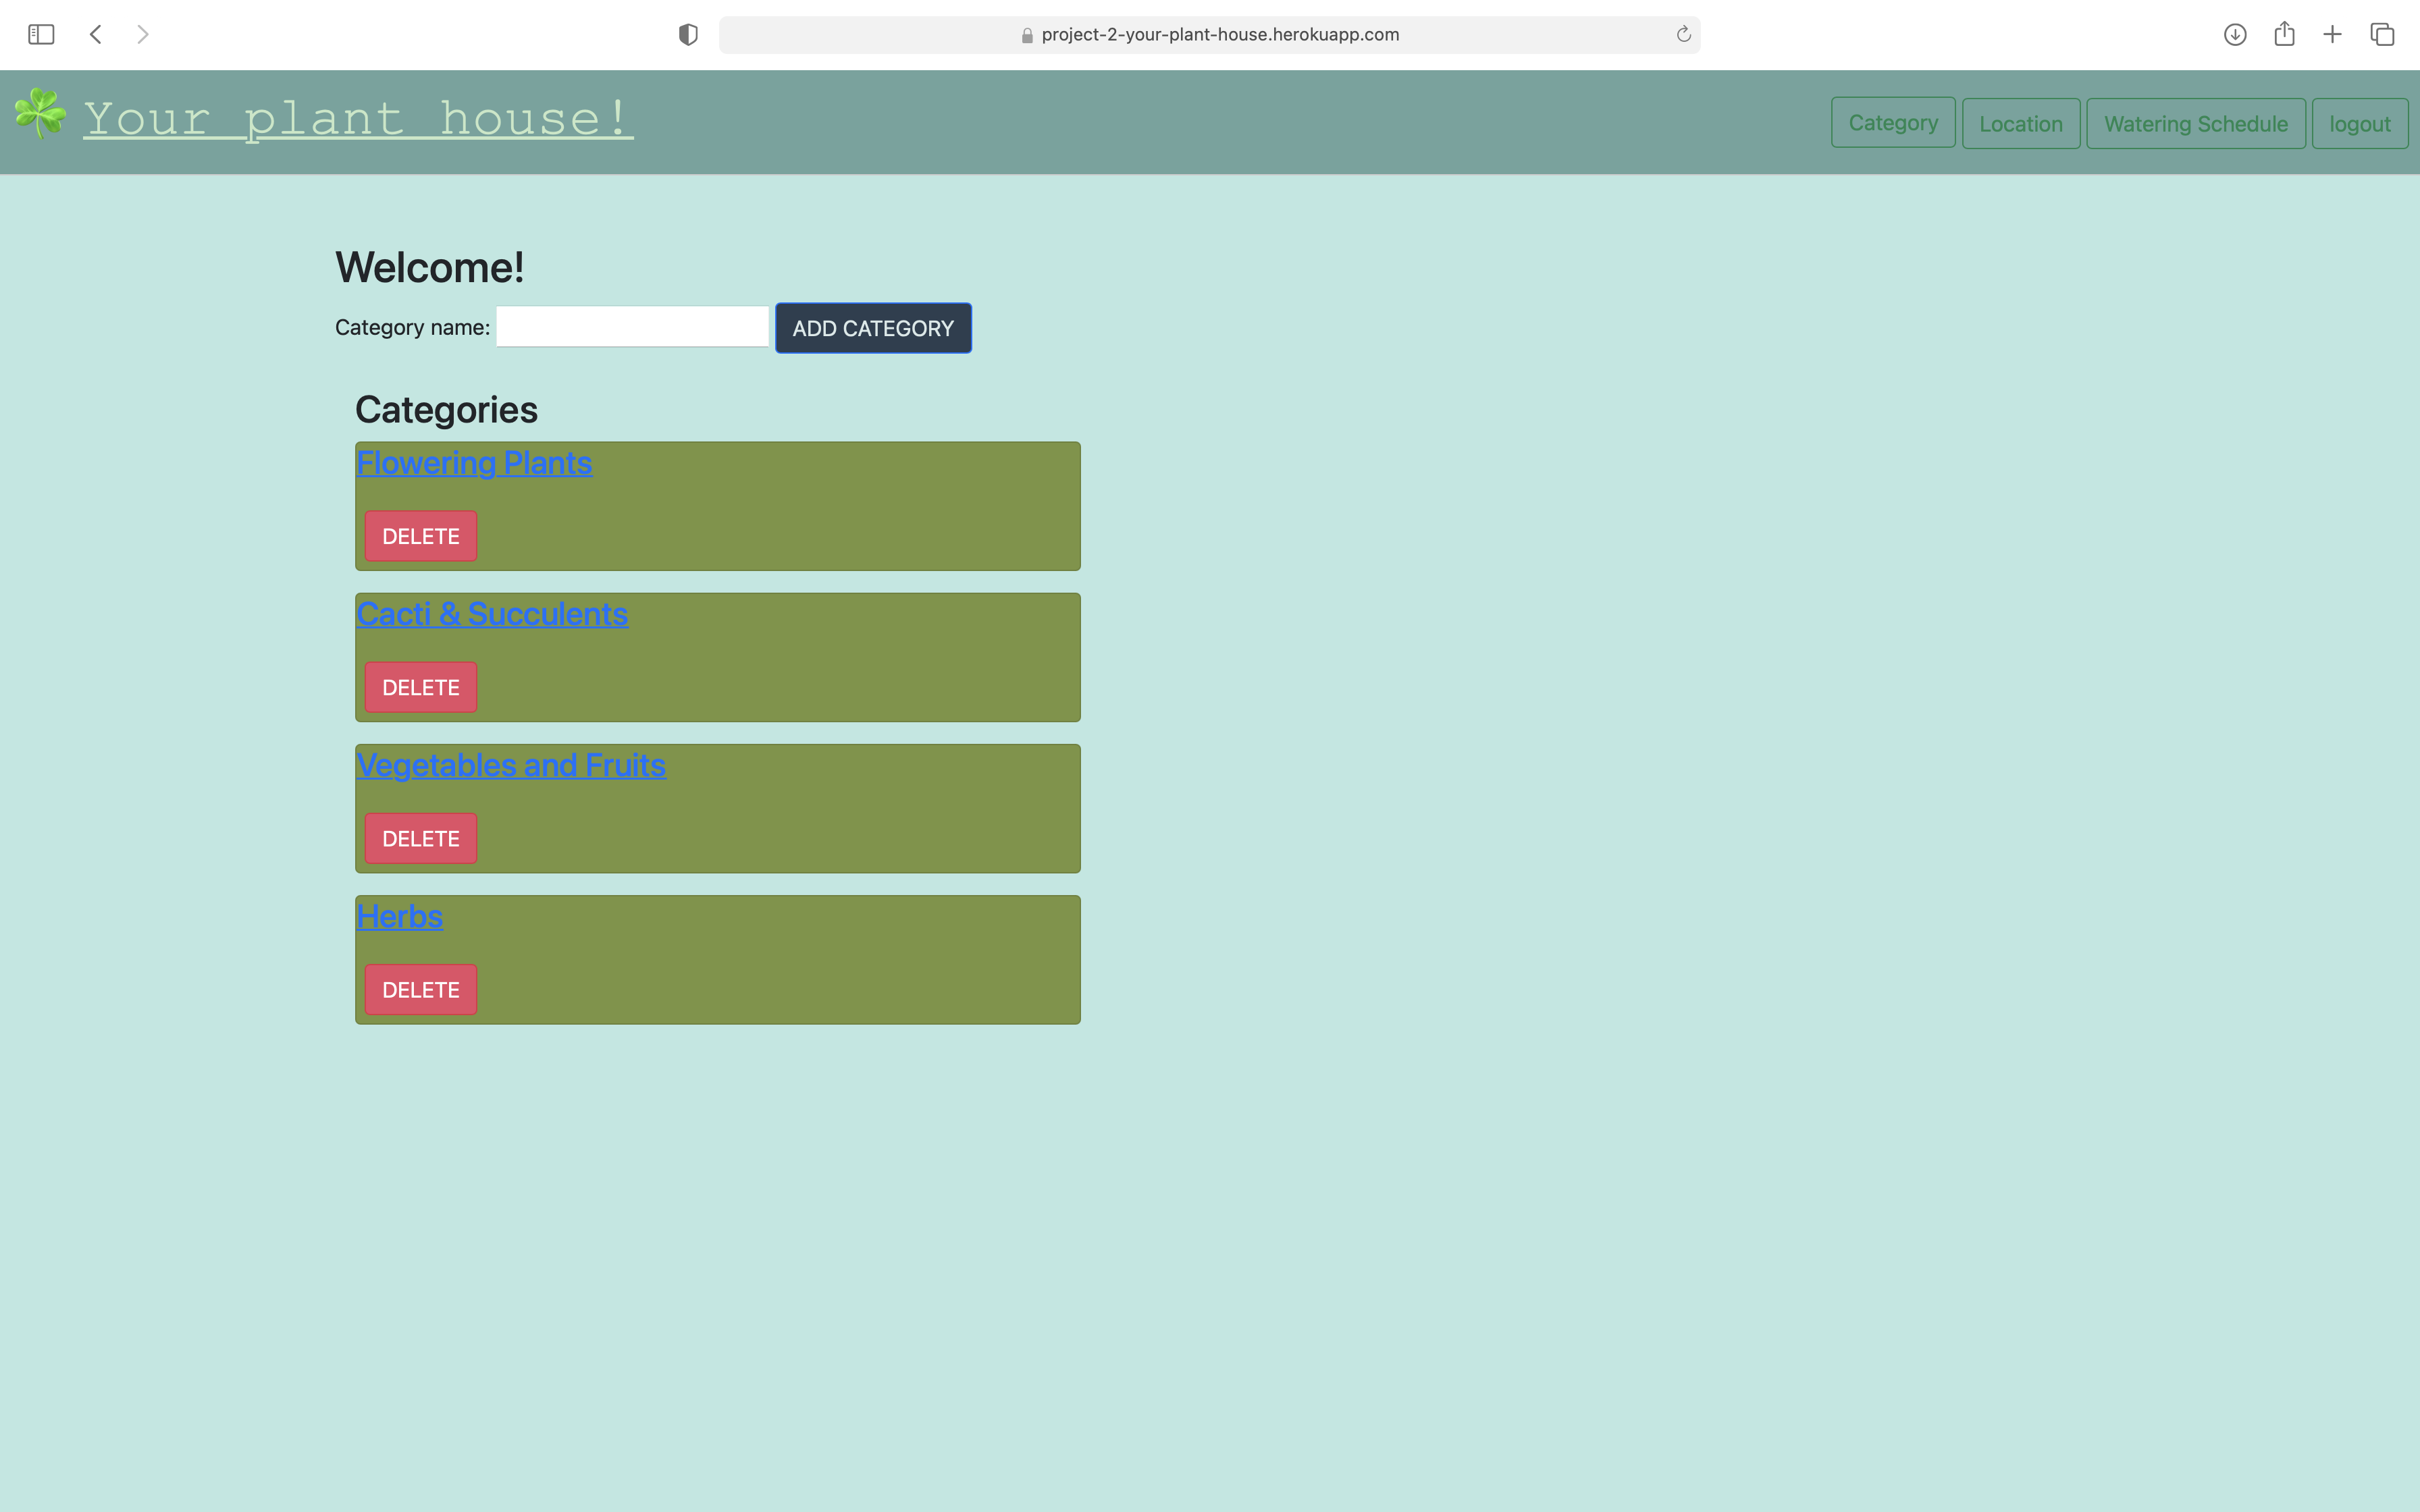 project-2-your-plant-house.herokuapp.com
Your plant house!
Category Location Watering Schedule logout
Welcome!
Category name: ADD CATEGORY
Categories
Flowering Plants
DELETE
Cacti & Succulents
DELETE
Vegetables and Fruits
DELETE
Herbs
DELETE